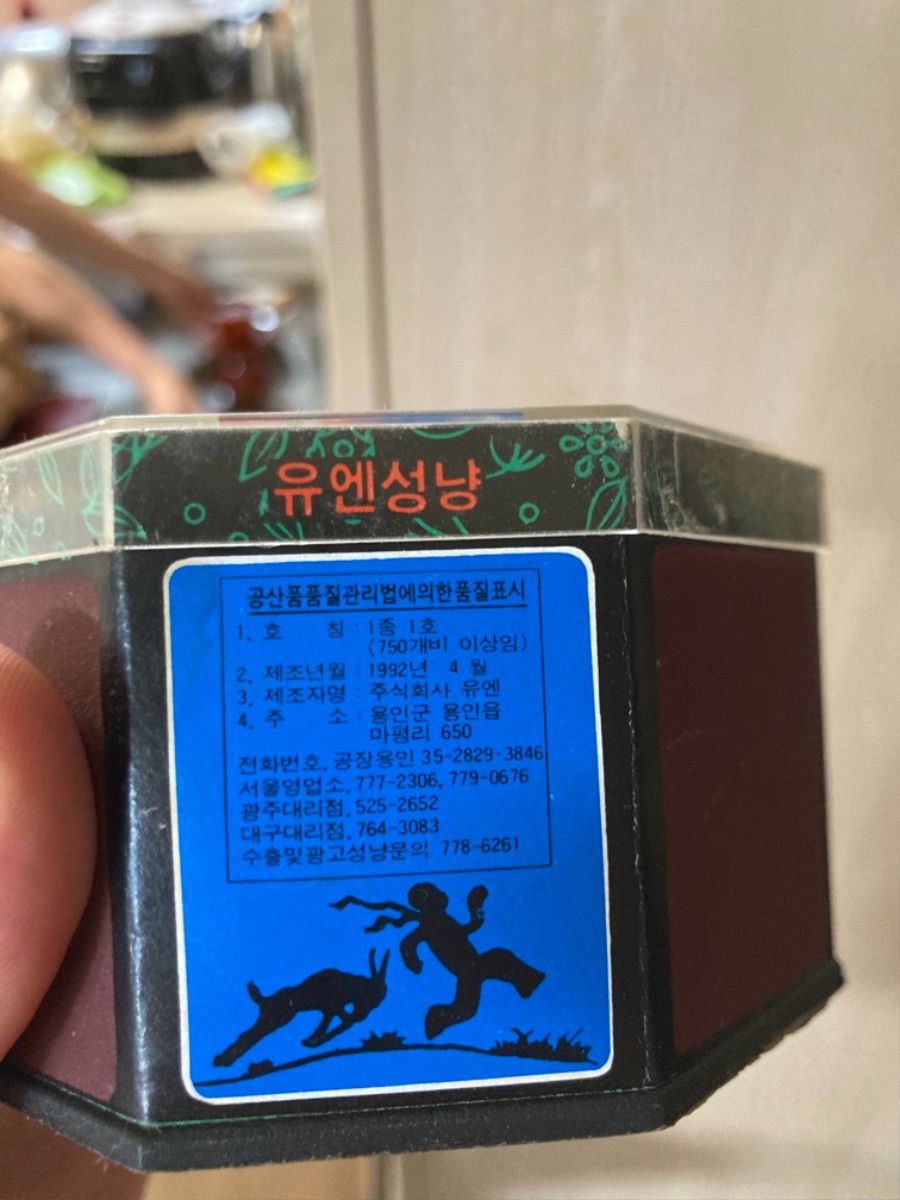 유엔성냥
공산품품질관리법에의한품질표시
1. 호 칭 : 1종 1호
(750개비 이상임)
2. 제조년월 : 1992년 4 월
3. 제조자명 : 주식회사 유엔
4. 주 소 : 용인군 용인읍
마평리 650
전화번호. 공장용인 35-2829·3846
서울영업소. 777-2306, 779-0676
광주대리점. 525-2652
대구대리점. 764-3083
수출및광고성냥문의 778-6261